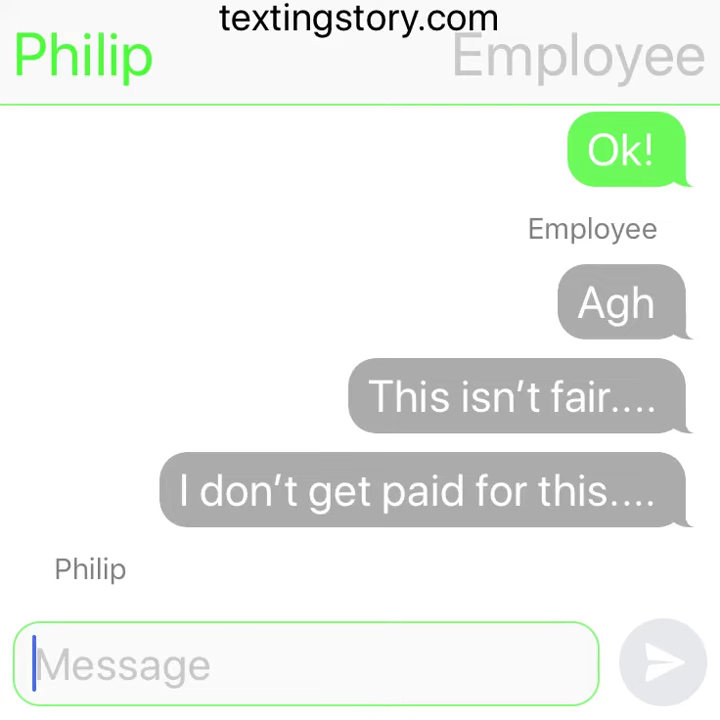 textingstory.com
Philip Employee
Ok!
Employee
Agh
This isn’t fair....
I don’t get paid for this....
Philip
Message